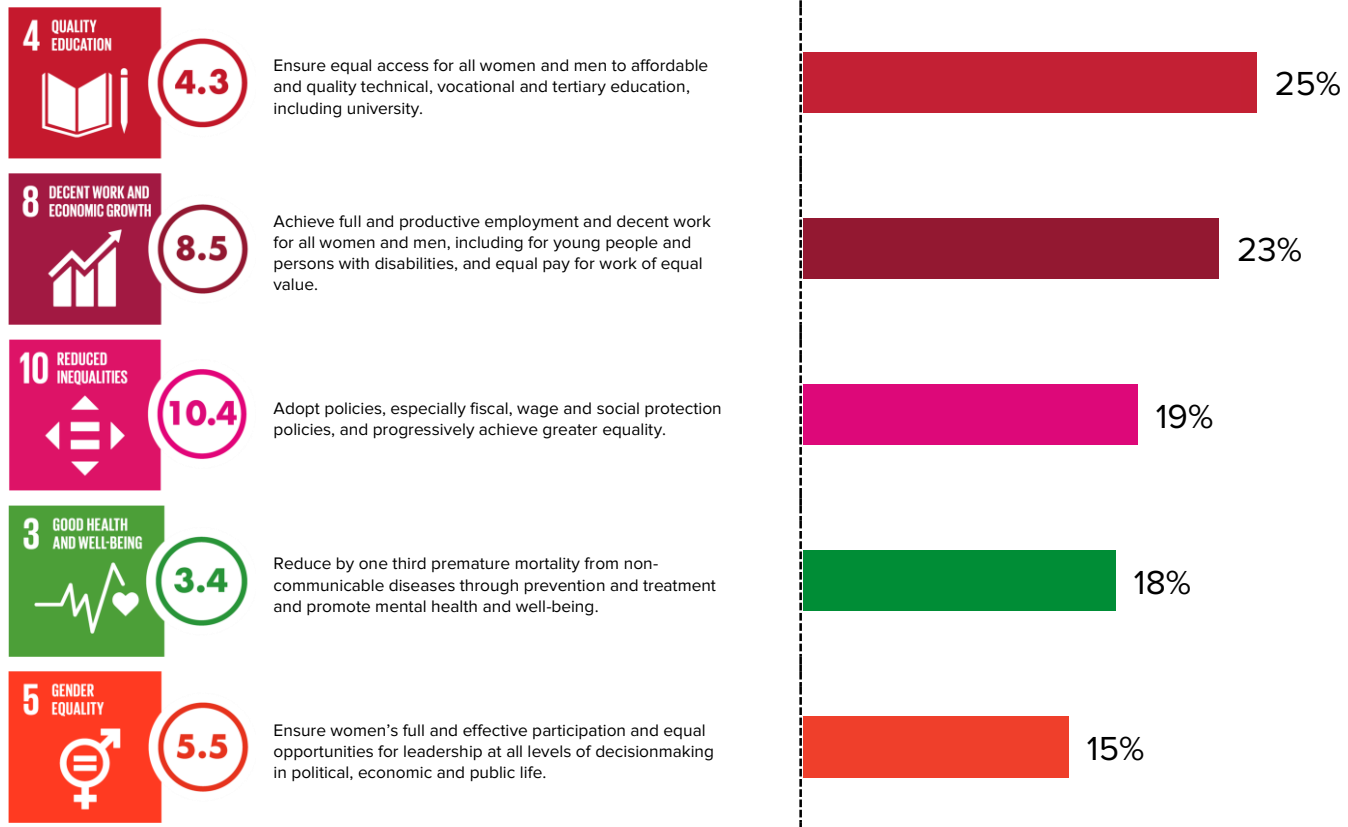 4 QUALITY
EDUCATION
4.3
Ensure equal access for all women and men to affordable
and quality technical, vocational and tertiary education,
including university.
25%
8 DECENT WORK AND
ECONOMIC GROWTH
8.5
Achieve full and productive employment and decent work
for all women and men, including for young people and
persons with disabilities, and equal pay for work of equal
value.
23%
10 REDUCED
INEQUALITIES
10.4
Adopt policies, especially fiscal, wage and social protection
policies, and progressively achieve greater equality.
19%
3 GOOD HEALTH
AND WELL-BEING
3.4
Reduce by one third premature mortality from non-
communicable diseases through prevention and treatment
and promote mental health and well-being.
18%
5 GENDER
EQUALITY
5.5
Ensure women’s full and effective participation and equal
opportunities for leadership at all levels of decisionmaking
in political, economic and public life.
15%